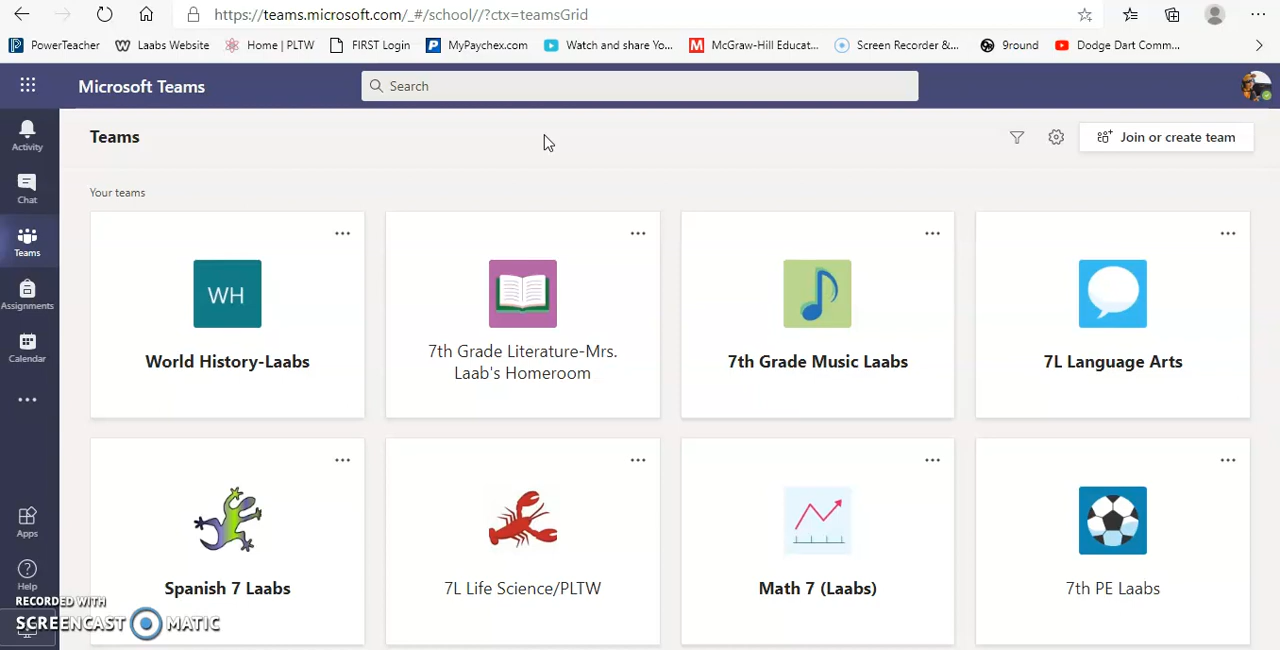 https://teams.microsoft.com/_#/school//?ctx=teamsGrid
PowerTeacher
Laabs Website
Home | PLTW
FIRST Login
MyPaychex.com
Watch and share Yo...
McGraw-Hill Educat...
Screen Recorder &...
9round
Dodge Dart Comm...
Microsoft Teams
Search
Activity
Chat
Teams
Assignments
Calendar
Apps
Help
Teams
Join or create team
Your teams
WH
World History-Laabs
7th Grade Literature-Mrs.
Laab's Homeroom
7th Grade Music Laabs
7L Language Arts
Spanish 7 Laabs
7L Life Science/PLTW
Math 7 (Laabs)
7th PE Laabs
RECORDED WITH
SCREENCAST MATIC